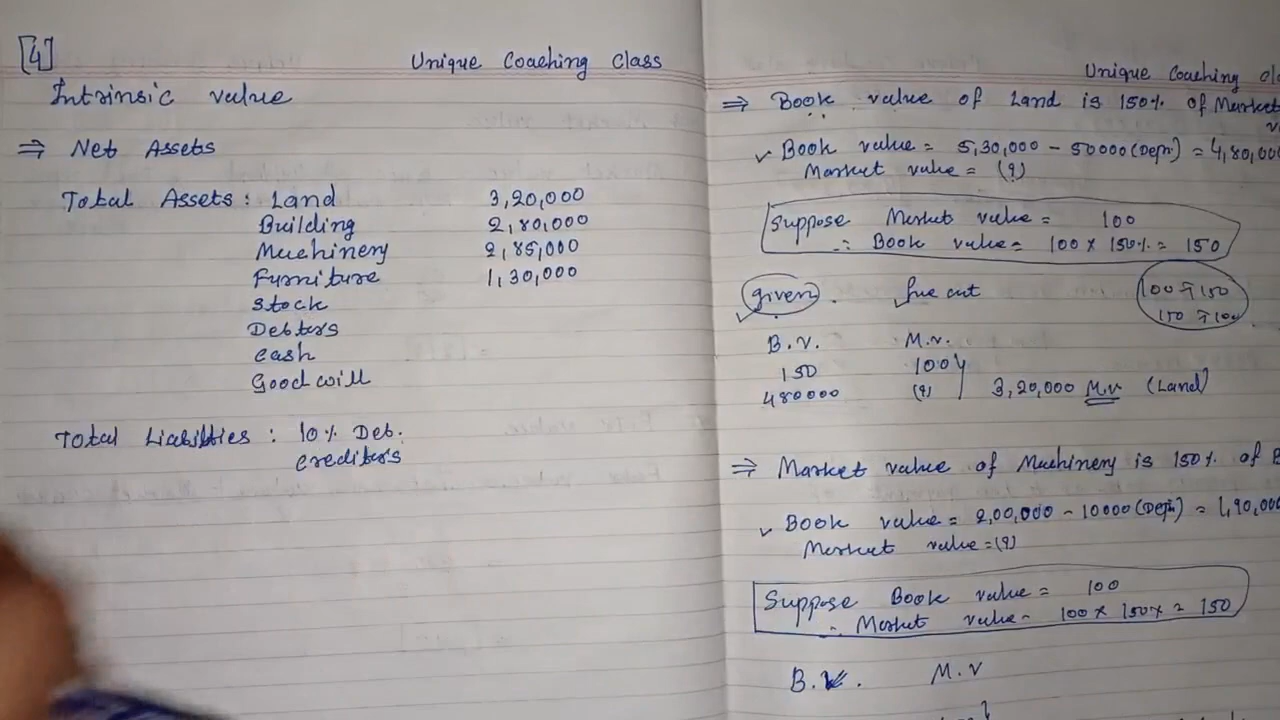 [4]
Unique Coaching Class
Intrinsic value
⇒ Net Assets
Total Assets: Land 3,20,000
Building 2,80,000
Machinery 2,85,000
Furniture 1,30,000
Stock
Debtors
Cash
Goodwill
Total Liabilities: 10% Deb.
Creditors
Unique Coaching cl
⇒ Book value of Land is 150% of Market
v
✓ Book value = 5,30,000 - 50000 (Depn) = 4,80,000
Market value = (?)
Suppose Market value = 100
∴ Book value = 100 x 150% = 150
given
100 ⇒ 150
150 ⇒ 100
B.V. M.V.
150 100
480000 (?) 3,20,000 M.V (Land)
⇒ Market value of Machinery is 150% of B
✓ Book value = 2,00,000 - 10000 (Depn) = 1,90,000
Market value = (?)
Suppose Book value = 100
∴ Market value = 100 x 150% = 150
B.V. M.V